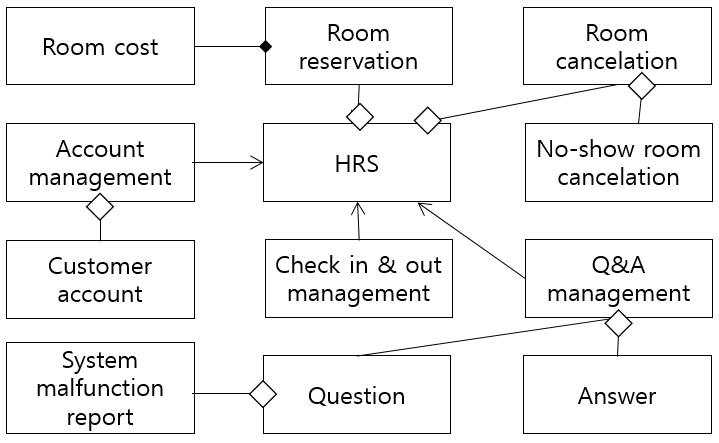 Room cost
Room
reservation
Room
cancelation
Account
management
HRS
No-show room
cancelation
Customer
account
Check in & out
management
Q&A
management
System
malfunction
report
Question
Answer